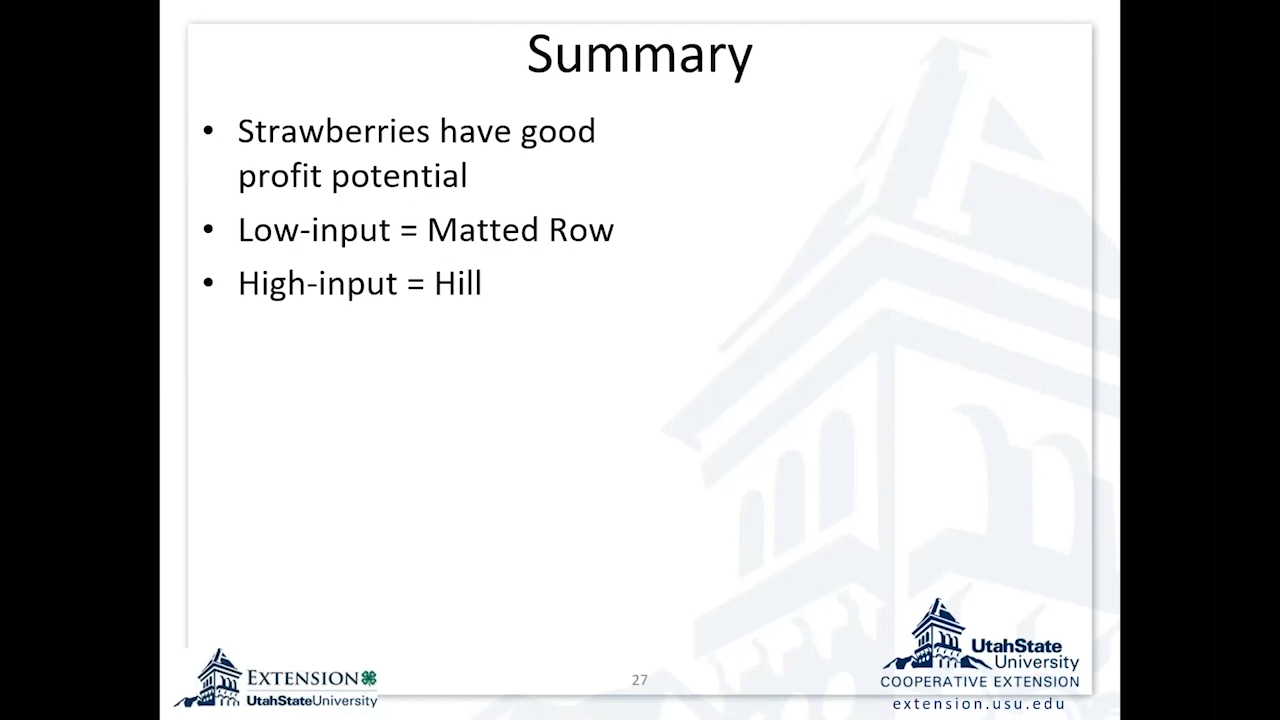 Summary
• Strawberries have good
profit potential
• Low-input = Matted Row
• High-input = Hill
EXTENSION
UtahStateUniversity
27
UtahState
University
COOPERATIVE EXTENSION
extension.usu.edu